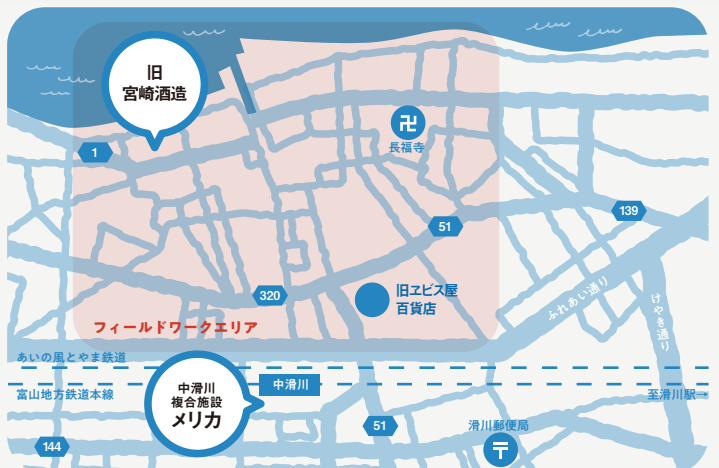 旧
宮崎酒造
卍
長福寺
1
139
51
320
旧ヱビス屋
百貨店
ふれあい通り
けやき通り
フィールドワークエリア
あいの風とやま鉄道
中滑川
複合施設
メリカ
中滑川
富山地方鉄道本線
至滑川駅→
51
滑川郵便局
〒
144